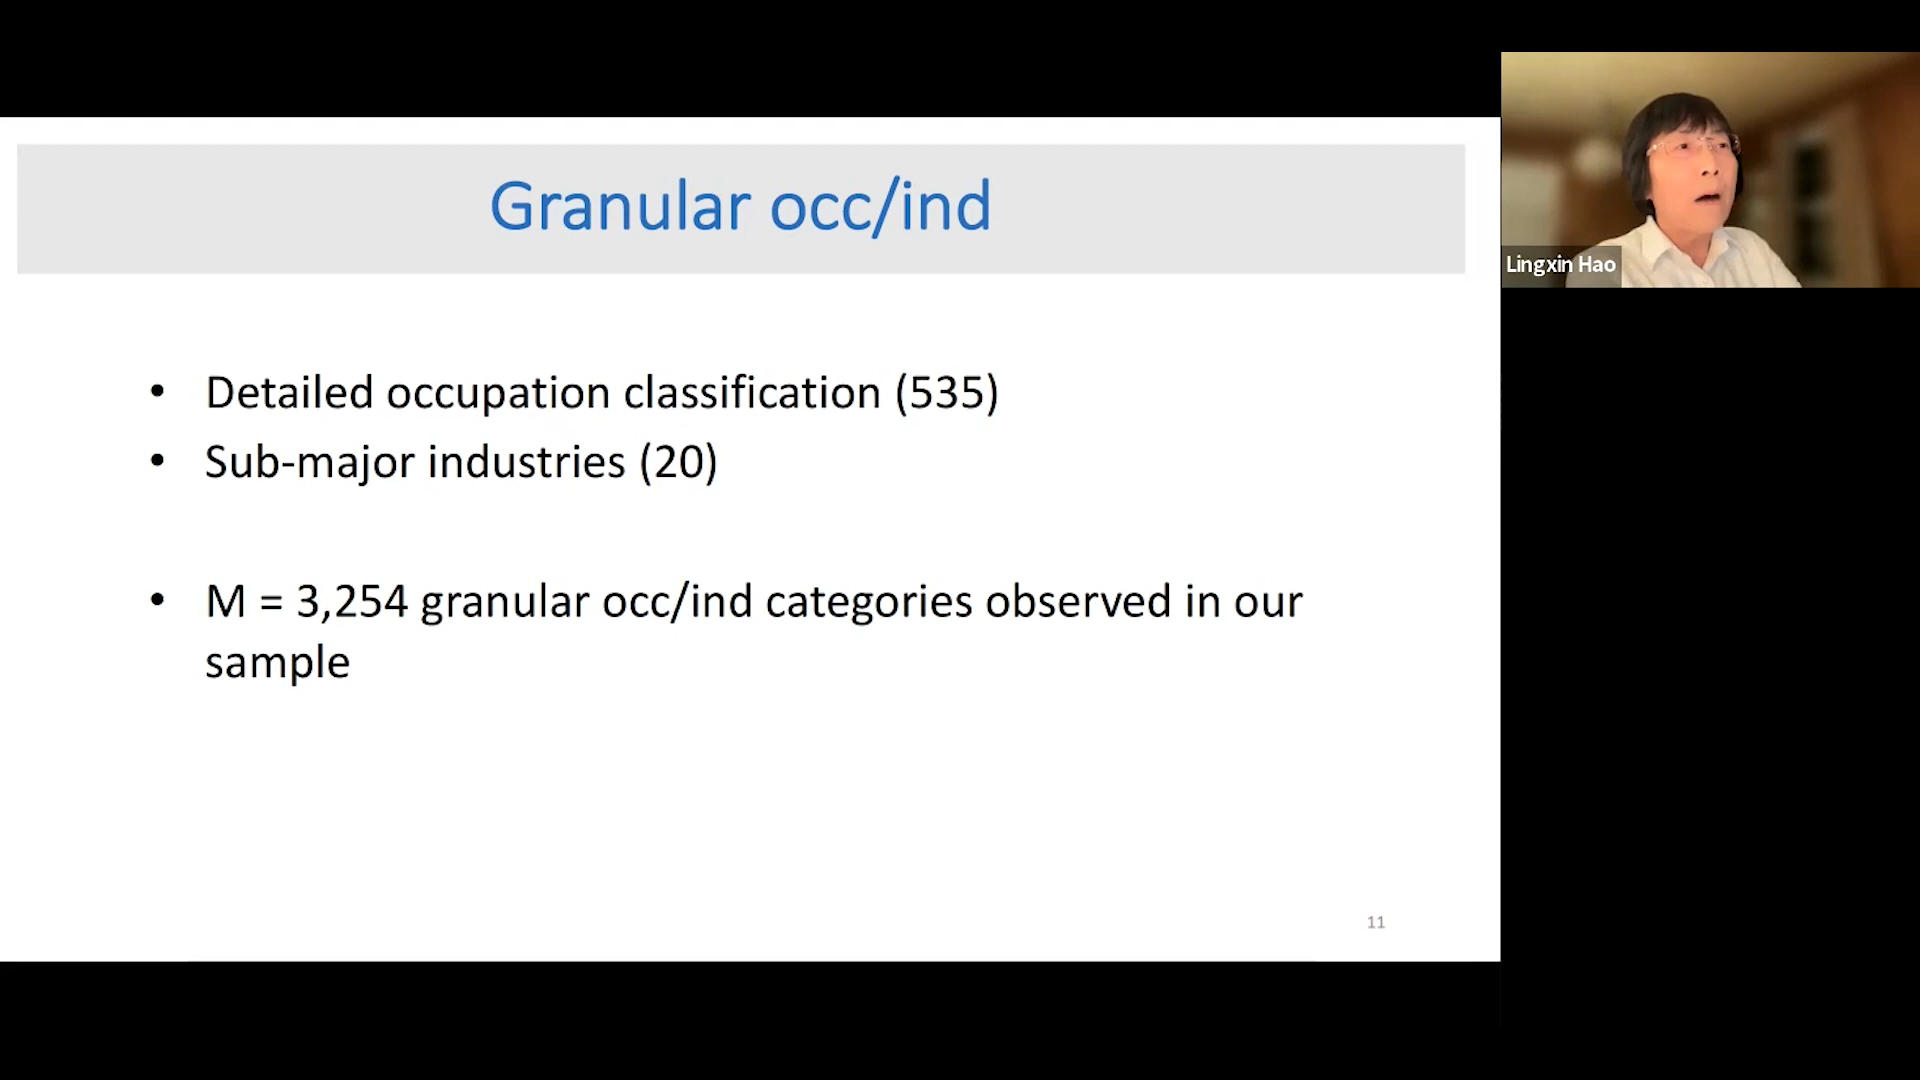 Granular occ/ind
• Detailed occupation classification (535)
• Sub-major industries (20)
• M = 3,254 granular occ/ind categories observed in our
sample
11
Lingxin Hao